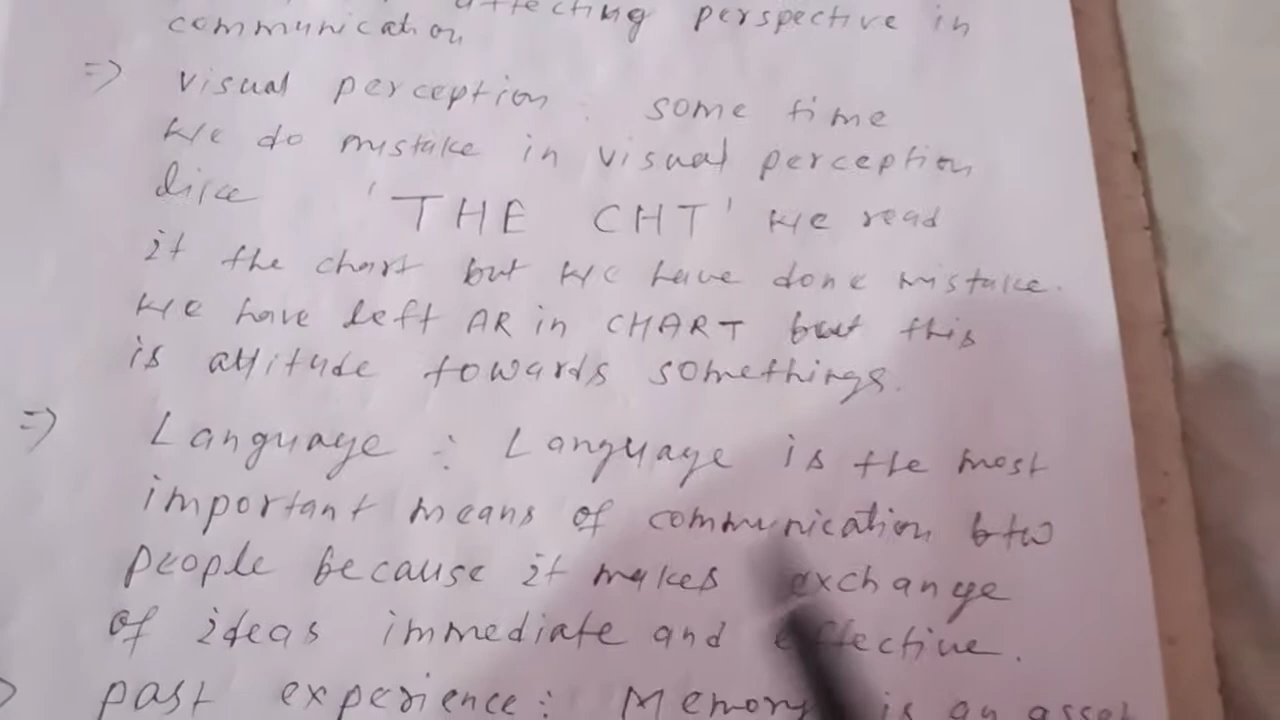 affecting perspective in
communication
=> visual perception : some time
we do mistake in visual perception
like 'THE CHT' we read
it the chart but we have done mistake.
we have left AR in CHART but this
is attitude towards somethings.
=> Language : Language is the most
important means of communication btw
people because it makes exchange
of ideas immediate and effective.
past experience : Memory is an asset